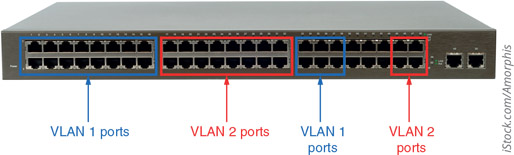 VLAN 1 ports
VLAN 2 ports
VLAN 1
ports
VLAN 2
ports
iStock.com/Amorphis